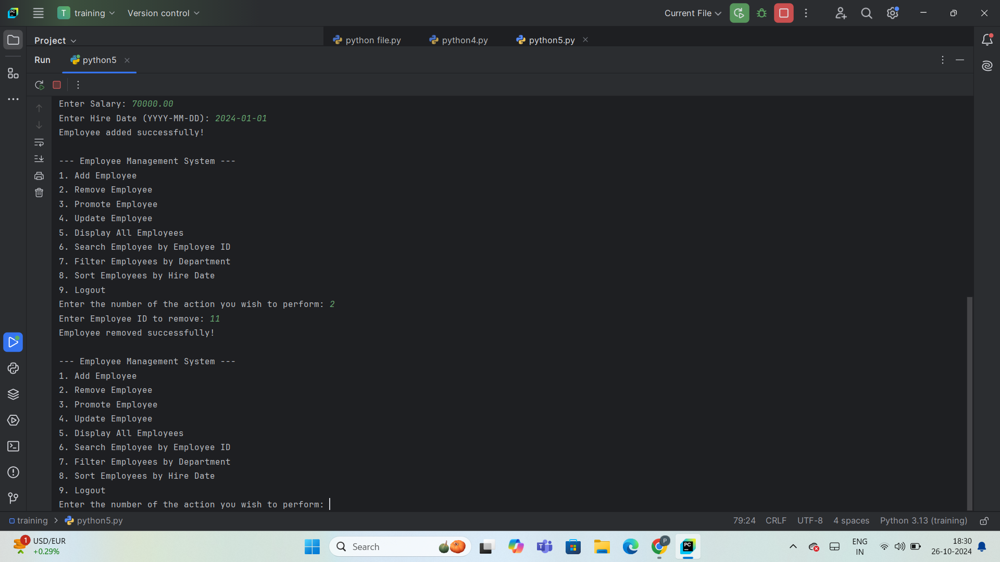 PC
T training Version control Current File
Project python file.py python4.py python5.py
Run python5
Enter Salary: 70000.00
Enter Hire Date (YYYY-MM-DD): 2024-01-01
Employee added successfully!
--- Employee Management System ---
1. Add Employee
2. Remove Employee
3. Promote Employee
4. Update Employee
5. Display All Employees
6. Search Employee by Employee ID
7. Filter Employees by Department
8. Sort Employees by Hire Date
9. Logout
Enter the number of the action you wish to perform: 2
Enter Employee ID to remove: 11
Employee removed successfully!
--- Employee Management System ---
1. Add Employee
2. Remove Employee
3. Promote Employee
4. Update Employee
5. Display All Employees
6. Search Employee by Employee ID
7. Filter Employees by Department
8. Sort Employees by Hire Date
9. Logout
Enter the number of the action you wish to perform:
training > python5.py 79:24 CRLF UTF-8 4 spaces Python 3.13 (training)
1 USD/EUR
+0.29%
Search
T
P
PC
ENG
IN
18:30
26-10-2024